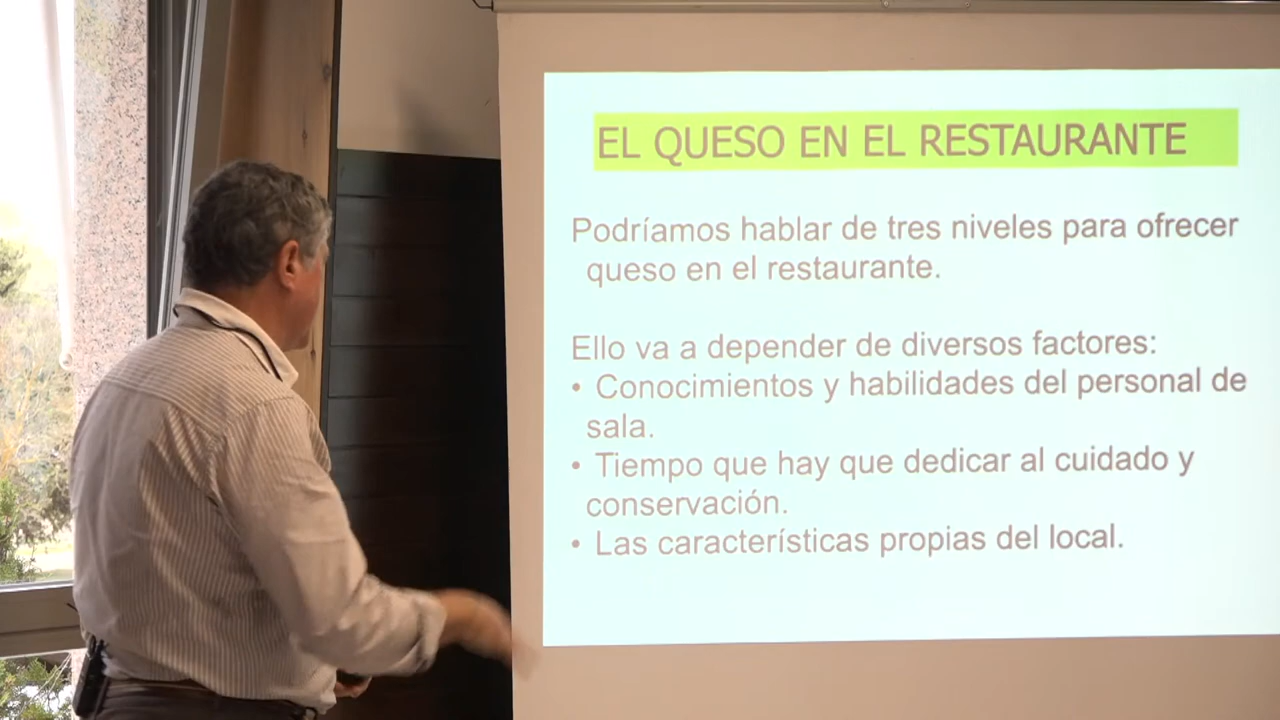 EL QUESO EN EL RESTAURANTE
Podríamos hablar de tres niveles para ofrecer
queso en el restaurante.
Ello va a depender de diversos factores:
• Conocimientos y habilidades del personal de
sala.
• Tiempo que hay que dedicar al cuidado y
conservación.
• Las características propias del local.